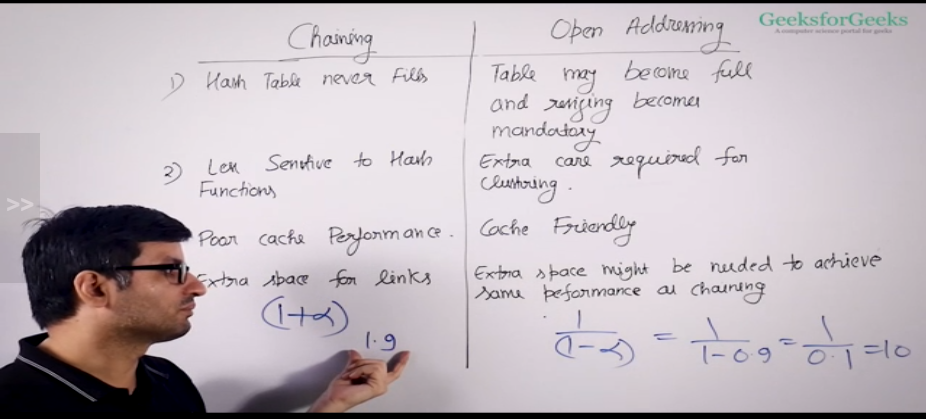 GeeksforGeeks
A computer science portal for geeks
Chaining
Open Addressing
1) Hash Table never Fills
Table may become full
and resizing becomes
mandatory
2) Less Sensitive to Hash
Functions
Extra care required for
Clustring.
Poor cache Performance.
Cache Friendly
Extra space for links
Extra space might be needed to achieve
same performance as chaining
(1+α)
1.9
1/(1-α) = 1/(1-0.9) = 1/0.1 = 10
>>